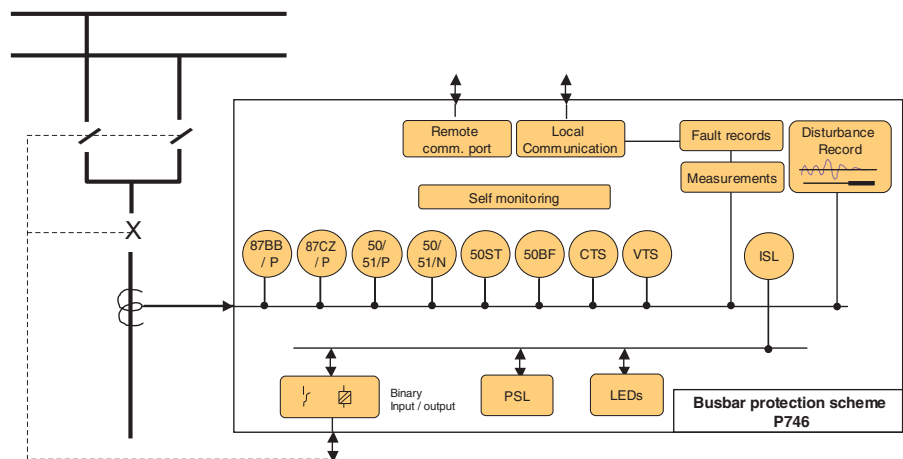 Remote
comm. port
Local
Communication
Fault records
Disturbance
Record
Measurements
Self monitoring
87BB
/ P
87CZ
/ P
50/
51/P
50/
51/N
50ST
50BF
CTS
VTS
ISL
X
Binary
Input / output
PSL
LEDs
Busbar protection scheme
P746